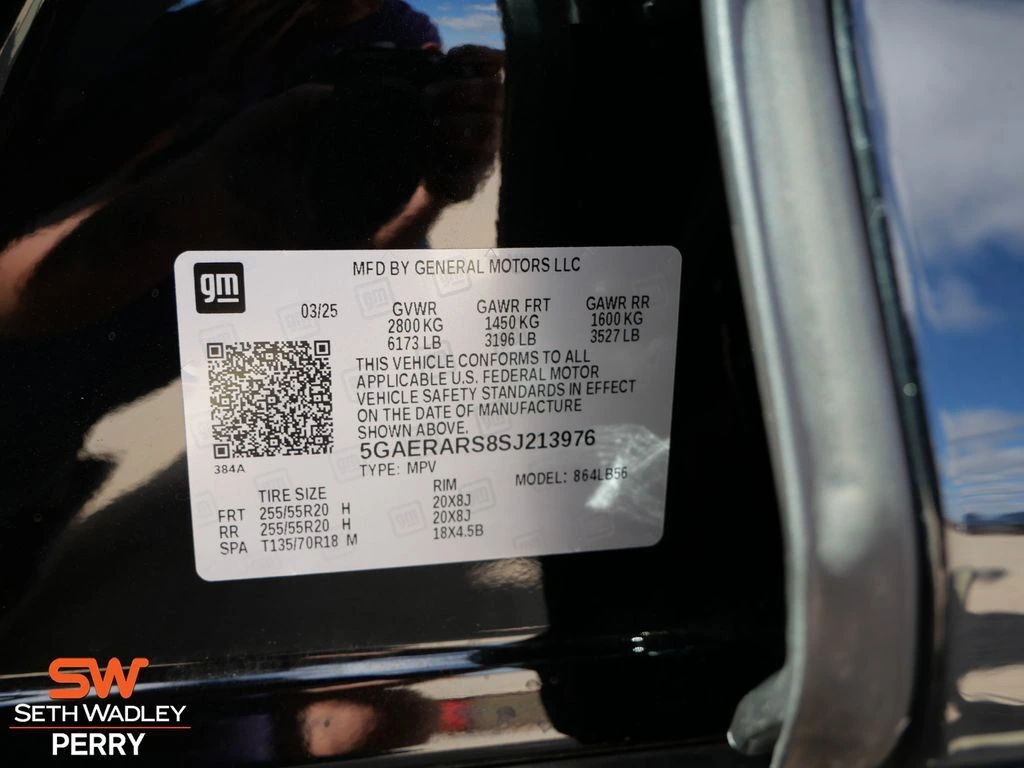 gm
MFD BY GENERAL MOTORS LLC
03/25
GVWR GAWR FRT GAWR RR
2800 KG 1450 KG 1600 KG
6173 LB 3196 LB 3527 LB
THIS VEHICLE CONFORMS TO ALL
APPLICABLE U.S. FEDERAL MOTOR
VEHICLE SAFETY STANDARDS IN EFFECT
ON THE DATE OF MANUFACTURE
SHOWN ABOVE.
5GAERARS8SJ213976
384A
TYPE: MPV MODEL: 864LB56
TIRE SIZE RIM
FRT 255/55R20 H 20X8J
RR 255/55R20 H 20X8J
SPA T135/70R18 M 18X4.5B
SW
SETH WADLEY
PERRY